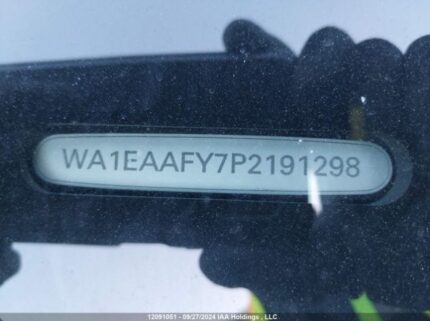 WA1EAAFY7P2191298
12091051 - 09/27/2024 IAA Holdings , LLC